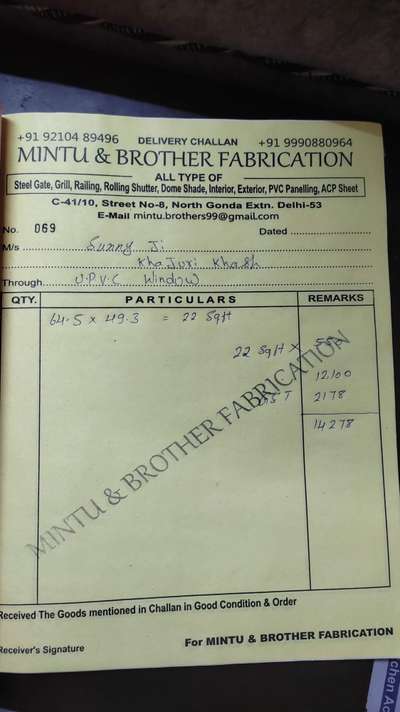 +91 92104 89496 DELIVERY CHALLAN +91 9990880964
MINTU & BROTHER FABRICATION
ALL TYPE OF
Steel Gate, Grill, Railing, Rolling Shutter, Dome Shade, Interior, Exterior, PVC Panelling, ACP Sheet
C-41/10, Street No-8, North Gonda Extn. Delhi-53
E-Mail mintu.brothers99@gmail.com
No. 069 Dated
M/s Sunny Ji
Khajuri Khash
Through U.P.V.C Window
QTY. PARTICULARS REMARKS
64.5 x 49.3 = 22 Sqft
22 Sqft x
12100
GST 2178
14278
MINTU & BROTHER FABRICATION
Received The Goods mentioned in Challan in Good Condition & Order
For MINTU & BROTHER FABRICATION
Receiver's Signature